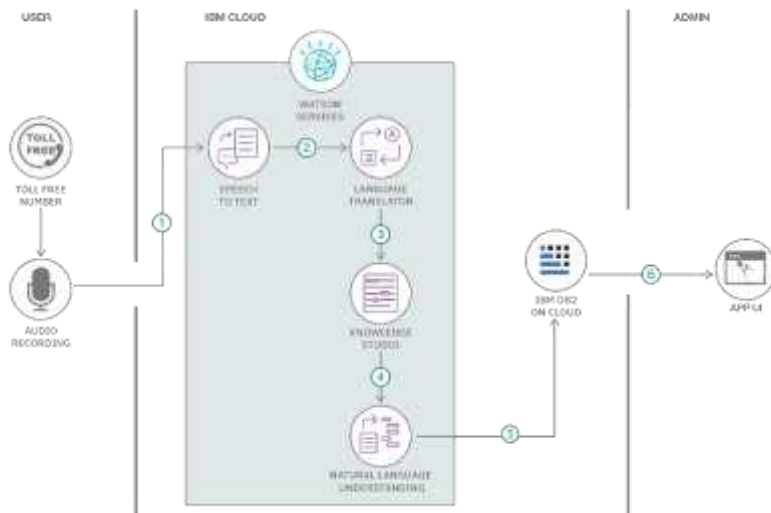 USER
IBM CLOUD
ADMIN
WATSON
SERVICES
TOLL
FREE
TOLL FREE
NUMBER
1
SPEECH
TO TEXT
2
LANGUAGE
TRANSLATOR
3
AUDIO
RECORDING
KNOWLEDGE
STUDIO
4
NATURAL LANGUAGE
UNDERSTANDING
5
IBM DB2
ON CLOUD
6
APP UI